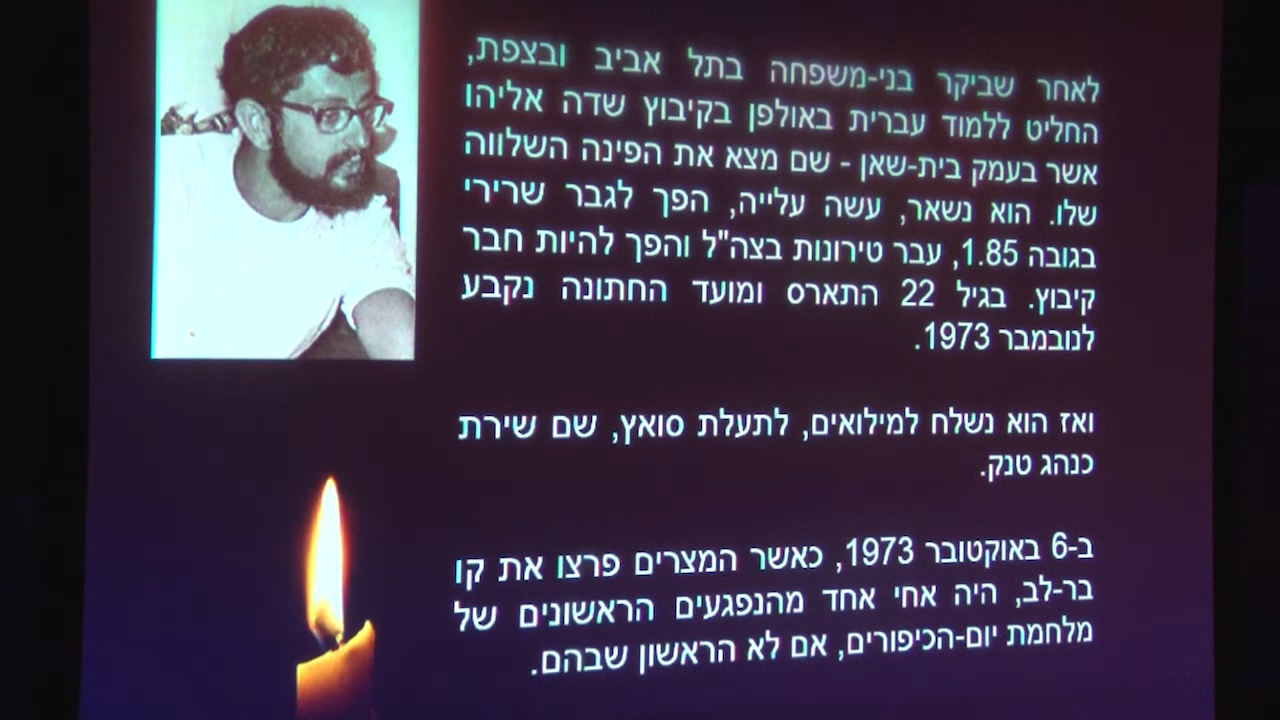 לאחר שביקר בני-משפחה בתל אביב ובצפת,
החליט ללמוד עברית באולפן בקיבוץ שדה אליהו
אשר בעמק בית-שאן - שם מצא את הפינה השלווה
שלו. הוא נשאר, עשה עלייה, הפך לגבר שרירי
בגובה 1.85, עבר טירונות בצה"ל והפך להיות חבר
קיבוץ. בגיל 22 התארס ומועד החתונה נקבע
לנובמבר 1973.
ואז הוא נשלח למילואים, לתעלת סואץ, שם שירת
כנהג טנק.
ב-6 באוקטובר 1973, כאשר המצרים פרצו את קו
בר-לב, היה אחי אחד מהנפגעים הראשונים של
מלחמת יום-הכיפורים, אם לא הראשון שבהם.